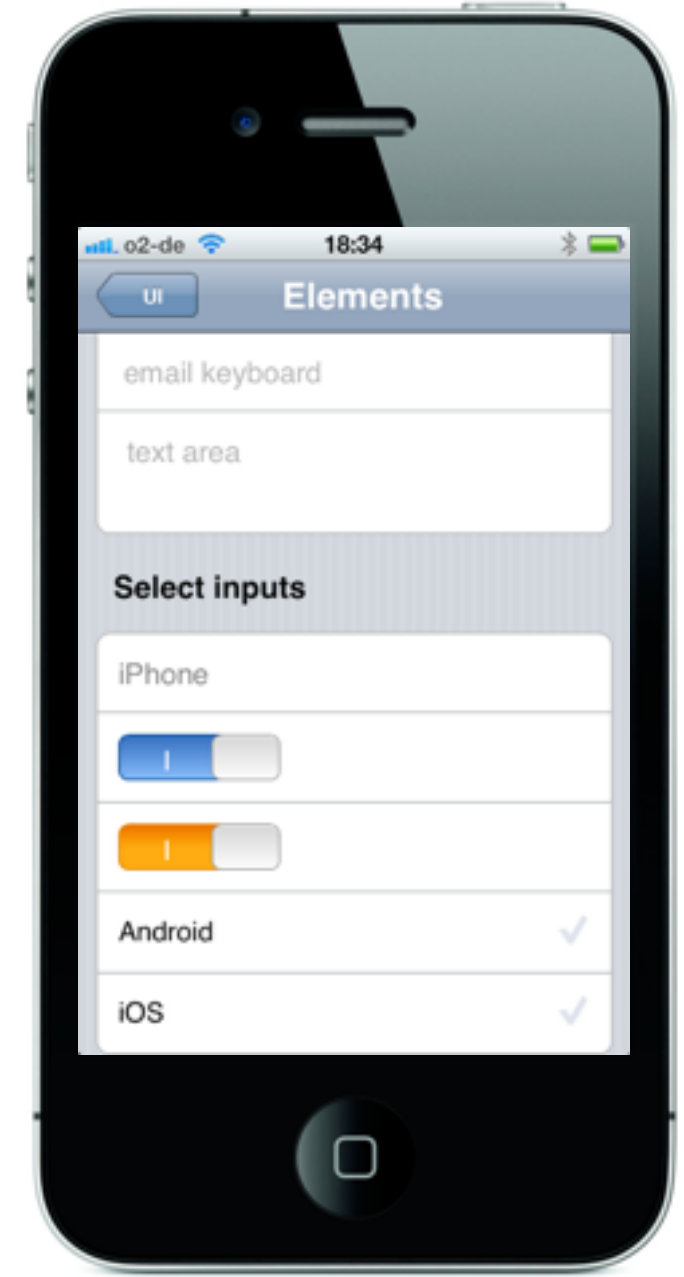 o2-de 18:34
UI Elements
email keyboard
text area
Select inputs
iPhone
I
I
Android
iOS